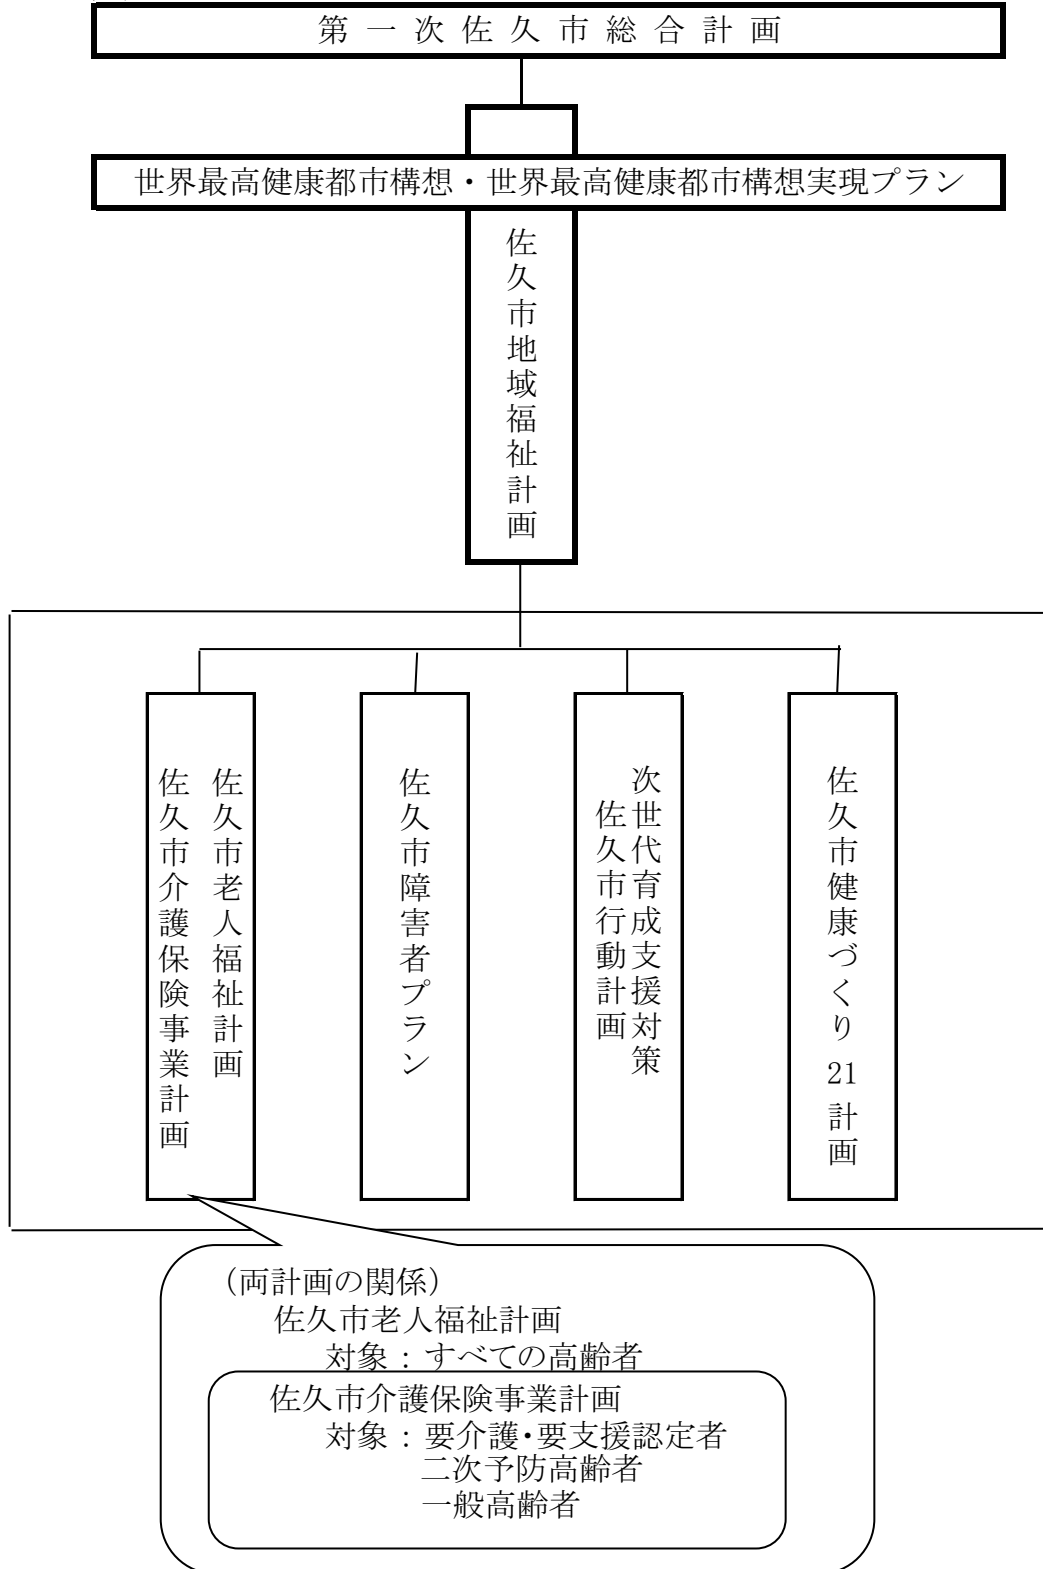 第一次佐久市総合計画
世界最高健康都市構想・世界最高健康都市構想実現プラン
佐久市地域福祉計画
佐久市老人福祉計画
佐久市介護保険事業計画
佐久市障害者プラン
次世代育成支援対策
佐久市行動計画
佐久市健康づくり21計画
（両計画の関係）
佐久市老人福祉計画
対象：すべての高齢者
佐久市介護保険事業計画
対象：要介護・要支援認定者
二次予防高齢者
一般高齢者